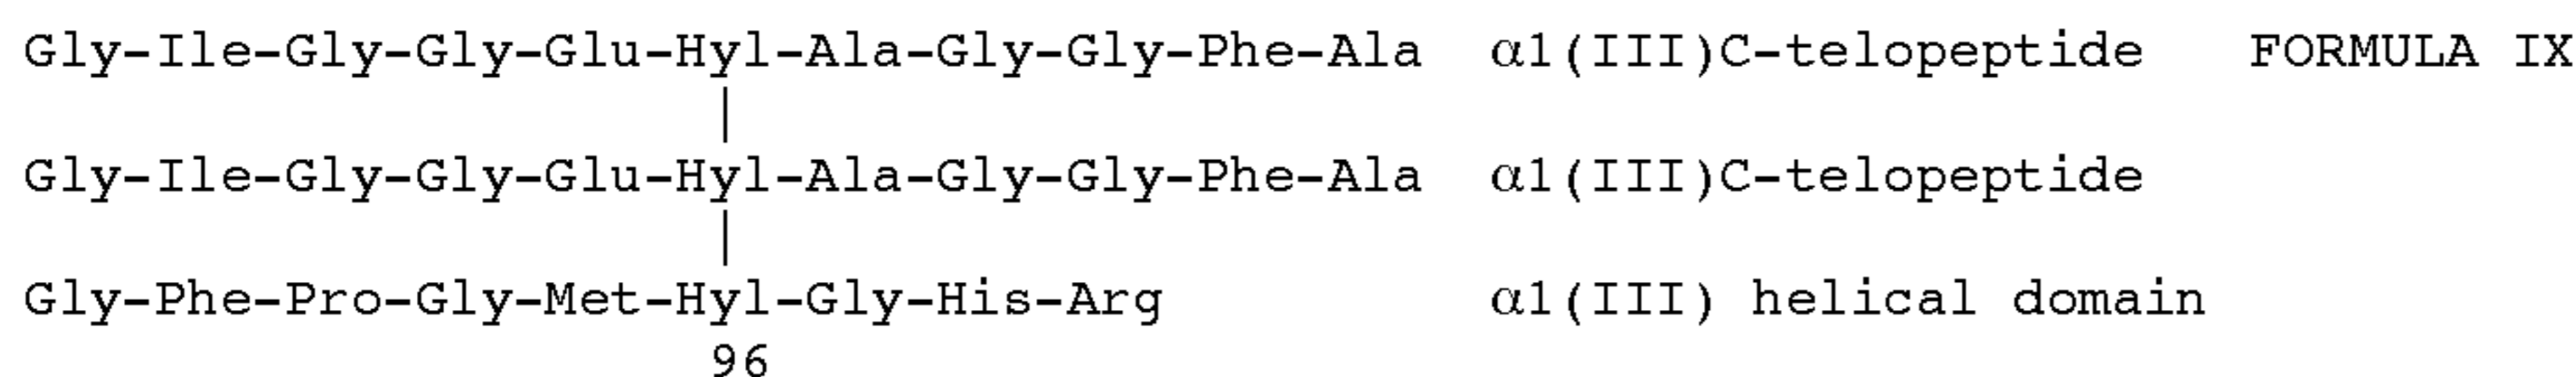 Gly-Ile-Gly-Gly-Glu-Hyl-Ala-Gly-Gly-Phe-Ala α1(III)C-telopeptide FORMULA IX
Gly-Ile-Gly-Gly-Glu-Hyl-Ala-Gly-Gly-Phe-Ala α1(III)C-telopeptide
Gly-Phe-Pro-Gly-Met-Hyl-Gly-His-Arg α1(III) helical domain
96